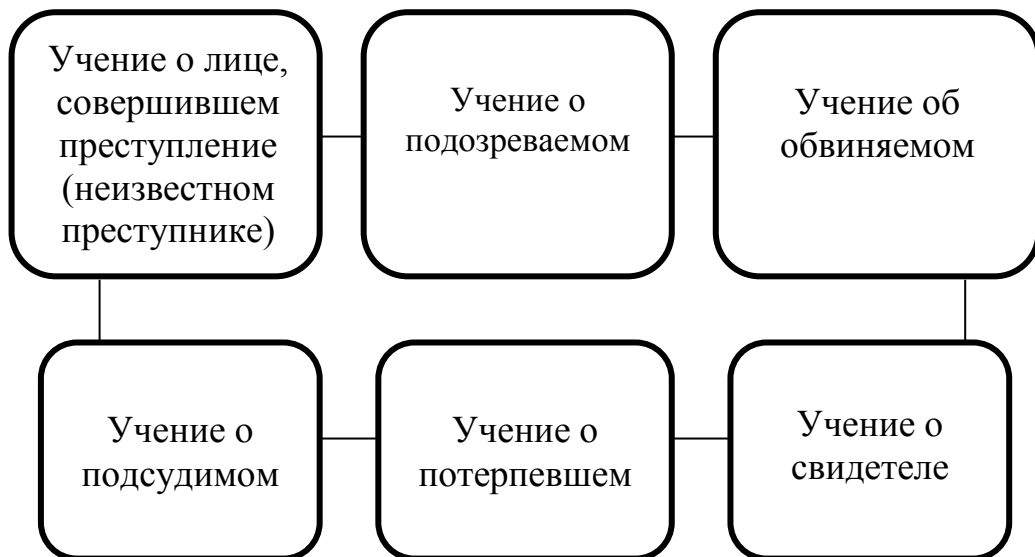 Учение о лице,
совершившем
преступление
(неизвестном
преступнике)
Учение о
подозреваемом
Учение об
обвиняемом
Учение о
подсудимом
Учение о
потерпевшем
Учение о
свидетеле